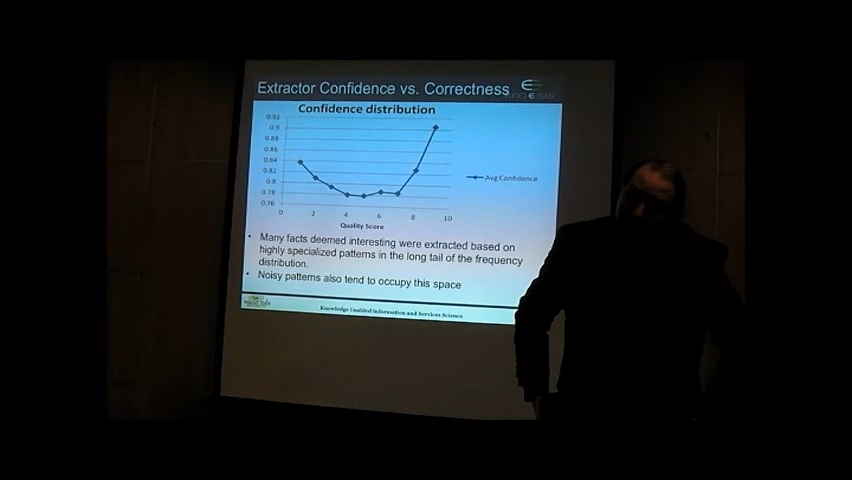 Extractor Confidence vs. Correctness
Confidence distribution
0.92
0.9
0.88
0.86
0.84
0.82
0.8
0.78
0.76
0 2 4 6 8 10
Quality Score
Avg Confidence
• Many facts deemed interesting were extracted based on
highly specialized patterns in the long tail of the frequency
distribution.
• Noisy patterns also tend to occupy this space
Knowledge Enabled Information and Services Science